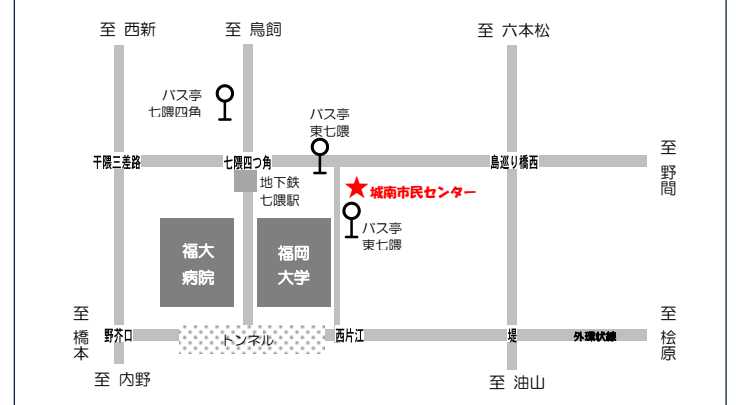 至 西新
至 鳥飼
至 六本松
バス亭
七隈四角
バス亭
東七隈
干隈三差路
七隈四つ角
島巡り橋西
至 野間
地下鉄
七隈駅
城南市民センター
バス亭
東七隈
福大
病院
福岡
大学
至 橋本
野芥口
トンネル
西片江
堤
外環状線
至 桧原
至 内野
至 油山